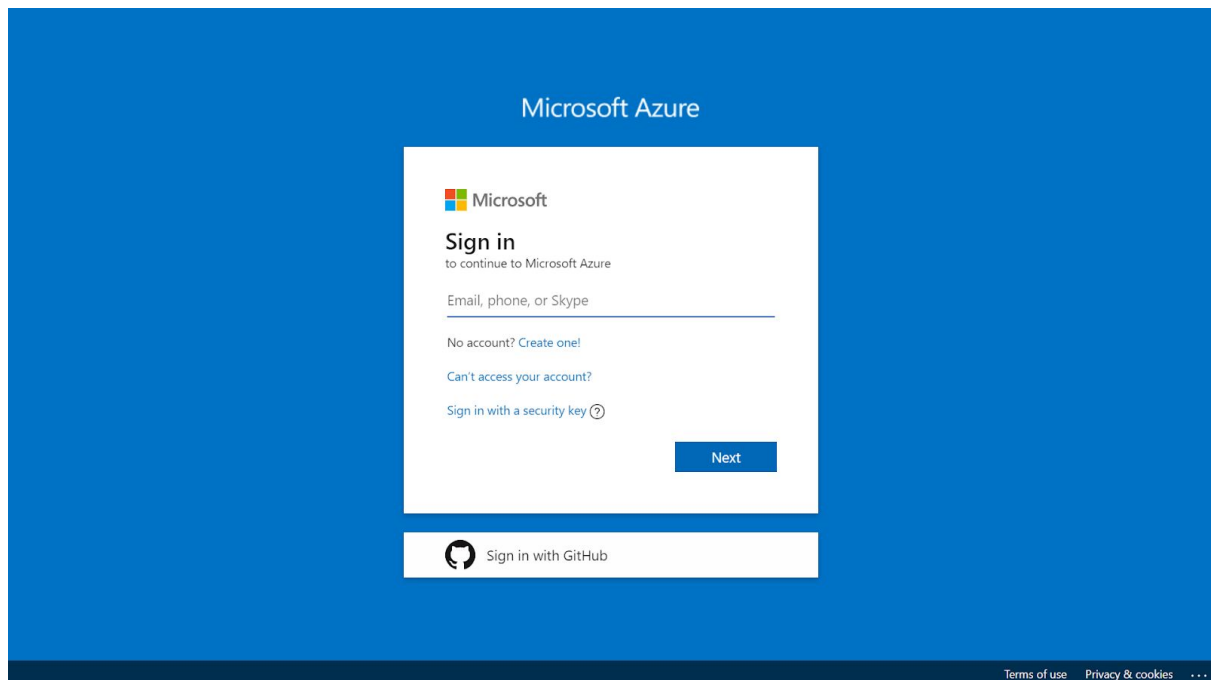 Microsoft Azure
Microsoft
Sign in
to continue to Microsoft Azure
Email, phone, or Skype
No account? Create one!
Can't access your account?
Sign in with a security key ?
Next
Sign in with GitHub
Terms of use Privacy & cookies ...